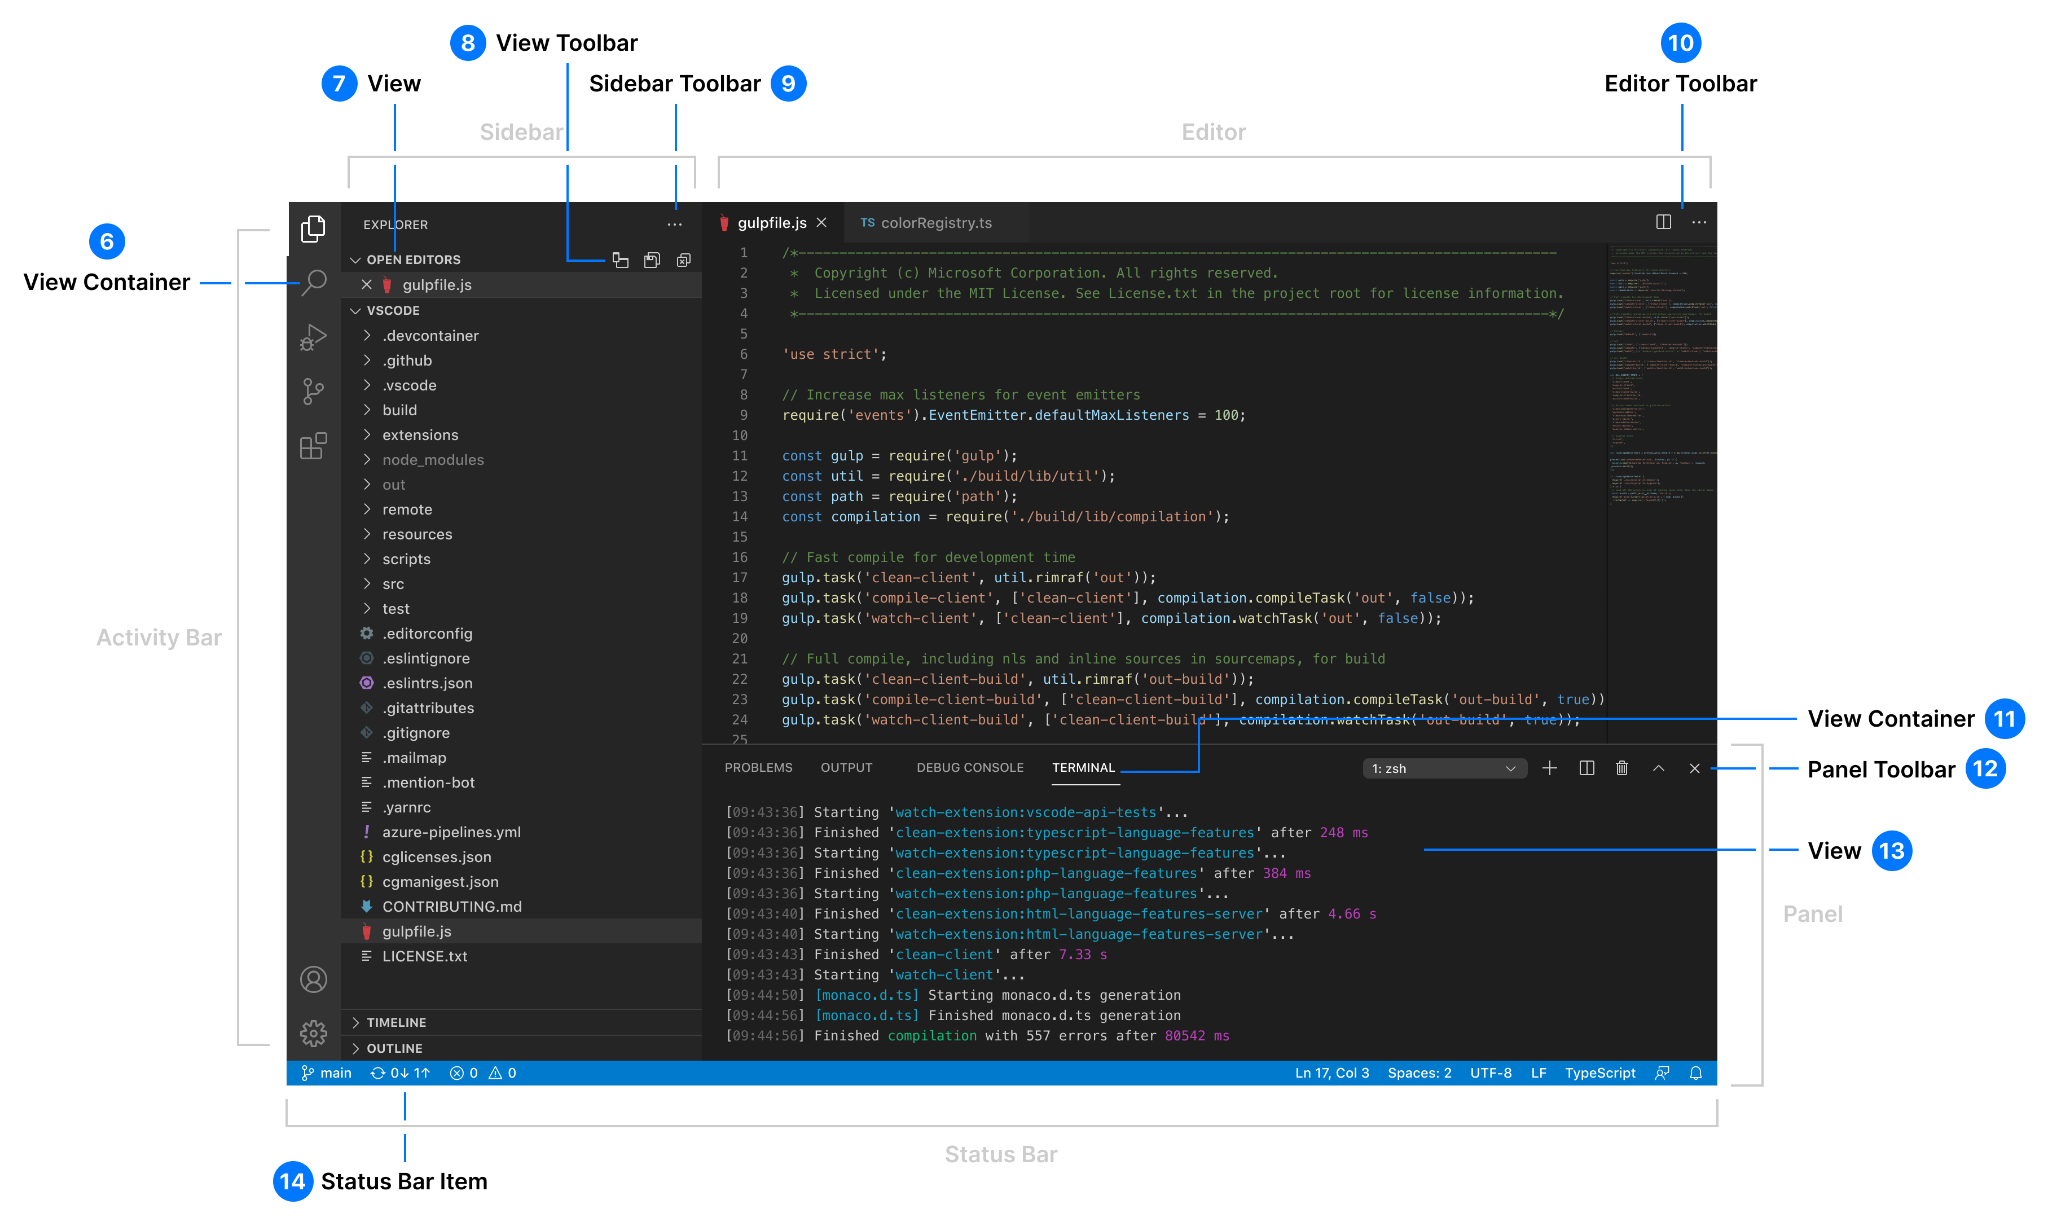 8 View Toolbar
7 View
Sidebar Toolbar 9
10
Editor Toolbar
Sidebar
Editor
6
View Container
Activity Bar
EXPLORER
OPEN EDITORS
gulpfile.js
VSCODE
.devcontainer
.github
.vscode
build
extensions
node_modules
out
remote
resources
scripts
src
test
.editorconfig
.eslintignore
.eslintrs.json
.gitattributes
.gitignore
.mailmap
.mention-bot
.yarnrc
azure-pipelines.yml
cglicenses.json
cgmanigest.json
CONTRIBUTING.md
gulpfile.js
LICENSE.txt
TIMELINE
OUTLINE
gulpfile.js
TS colorRegistry.ts
1 /*---------------------------------------------------------------------------------------------
2 * Copyright (c) Microsoft Corporation. All rights reserved.
3 * Licensed under the MIT License. See License.txt in the project root for license information.
4 *--------------------------------------------------------------------------------------------*/
5
6 'use strict';
7
8 // Increase max listeners for event emitters
9 require('events').EventEmitter.defaultMaxListeners = 100;
10
11 const gulp = require('gulp');
12 const util = require('./build/lib/util');
13 const path = require('path');
14 const compilation = require('./build/lib/compilation');
15
16 // Fast compile for development time
17 gulp.task('clean-client', util.rimraf('out'));
18 gulp.task('compile-client', ['clean-client'], compilation.compileTask('out', false));
19 gulp.task('watch-client', ['clean-client'], compilation.watchTask('out', false));
20
21 // Full compile, including nls and inline sources in sourcemaps, for build
22 gulp.task('clean-client-build', util.rimraf('out-build'));
23 gulp.task('compile-client-build', ['clean-client-build'], compilation.compileTask('out-build', true))
24 gulp.task('watch-client-build', ['clean-client-build'], compilation.watchTask('out-build', true));
25
View Container 11
Panel Toolbar 12
View 13
Panel
PROBLEMS OUTPUT DEBUG CONSOLE TERMINAL 1: zsh
[09:43:36] Starting 'watch-extension:vscode-api-tests'...
[09:43:36] Finished 'clean-extension:typescript-language-features' after 248 ms
[09:43:36] Starting 'watch-extension:typescript-language-features'...
[09:43:36] Finished 'clean-extension:php-language-features' after 384 ms
[09:43:36] Starting 'watch-extension:php-language-features'...
[09:43:40] Finished 'clean-extension:html-language-features-server' after 4.66 s
[09:43:40] Starting 'watch-extension:html-language-features-server'...
[09:43:43] Finished 'clean-client' after 7.33 s
[09:43:43] Starting 'watch-client'...
[09:44:50] [monaco.d.ts] Starting monaco.d.ts generation
[09:44:56] [monaco.d.ts] Finished monaco.d.ts generation
[09:44:56] Finished compilation with 557 errors after 80542 ms
main 0↓ 1↑ 0 0 Ln 17, Col 3 Spaces: 2 UTF-8 LF TypeScript
Status Bar
14 Status Bar Item